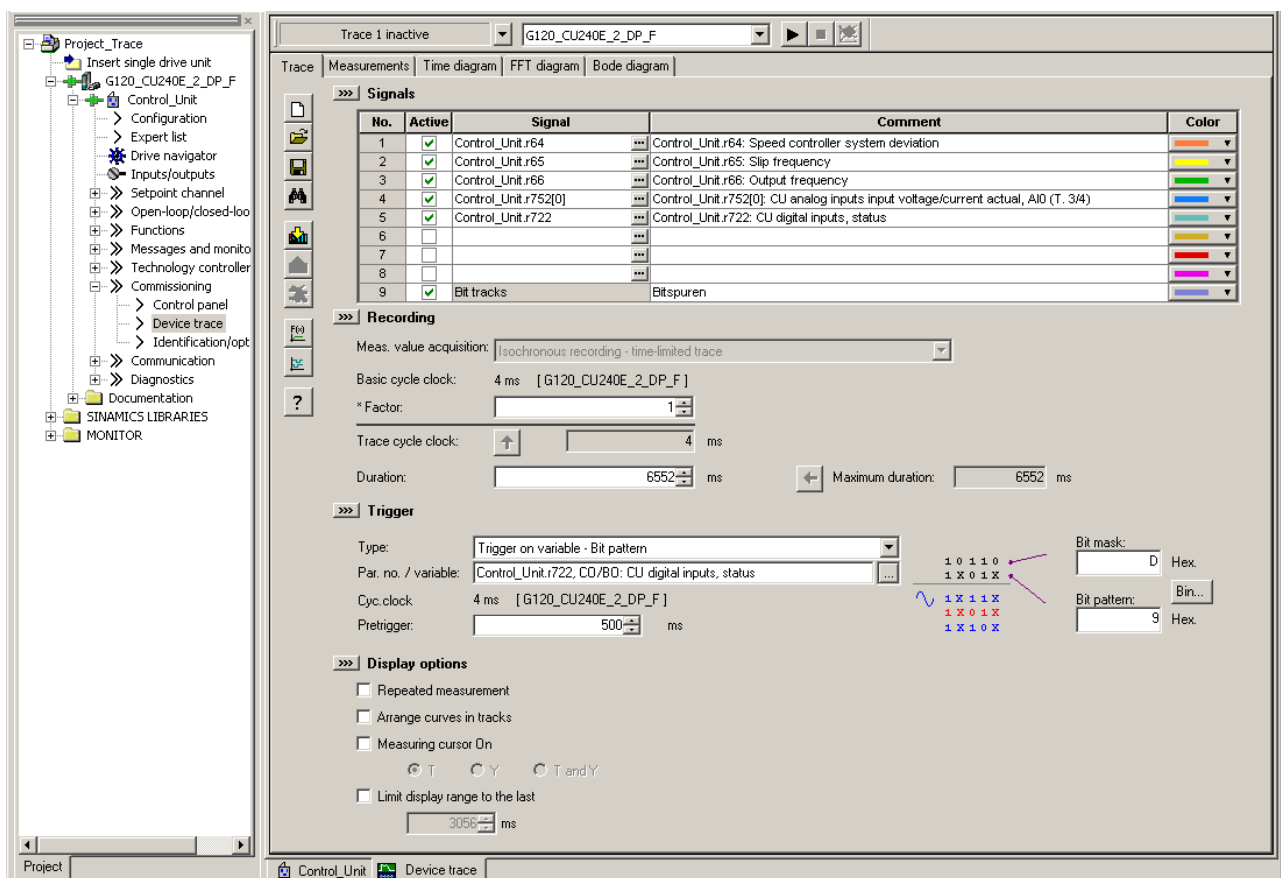 Project_Trace
Insert single drive unit
G120_CU240E_2_DP_F
Control_Unit
Configuration
Expert list
Drive navigator
Inputs/outputs
Setpoint channel
Open-loop/closed-loo
Functions
Messages and monito
Technology controller
Commissioning
Control panel
Device trace
Identification/opt
Communication
Diagnostics
Documentation
SINAMICS LIBRARIES
MONITOR
Project
Trace 1 inactive G120_CU240E_2_DP_F
Trace Measurements Time diagram FFT diagram Bode diagram
Signals
No. Active Signal Comment Color
1 Control_Unit.r64 ... Control_Unit.r64: Speed controller system deviation
2 Control_Unit.r65 ... Control_Unit.r65: Slip frequency
3 Control_Unit.r66 ... Control_Unit.r66: Output frequency
4 Control_Unit.r752[0] ... Control_Unit.r752[0]: CU analog inputs input voltage/current actual, AI0 (T. 3/4)
5 Control_Unit.r722 ... Control_Unit.r722: CU digital inputs, status
6 ...
7 ...
8 ...
9 Bit tracks Bitspuren
Recording
Meas. value acquisition: Isochronous recording - time-limited trace
Basic cycle clock: 4 ms [ G120_CU240E_2_DP_F ]
* Factor: 1
Trace cycle clock: 4 ms
Duration: 6552 ms Maximum duration: 6552 ms
Trigger
Type: Trigger on variable - Bit pattern
Par. no. / variable: Control_Unit.r722, CO/BO: CU digital inputs, status ...
Cyc.clock 4 ms [ G120_CU240E_2_DP_F ]
Pretrigger: 500 ms
1 0 1 1 0
1 X 0 1 X
1 X 1 1 X
1 X 0 1 X
1 X 1 0 X
Bit mask:
D Hex.
Bin...
Bit pattern:
9 Hex.
Display options
Repeated measurement
Arrange curves in tracks
Measuring cursor On
T Y T and Y
Limit display range to the last
3056 ms
Control_Unit Device trace
F(x)
?